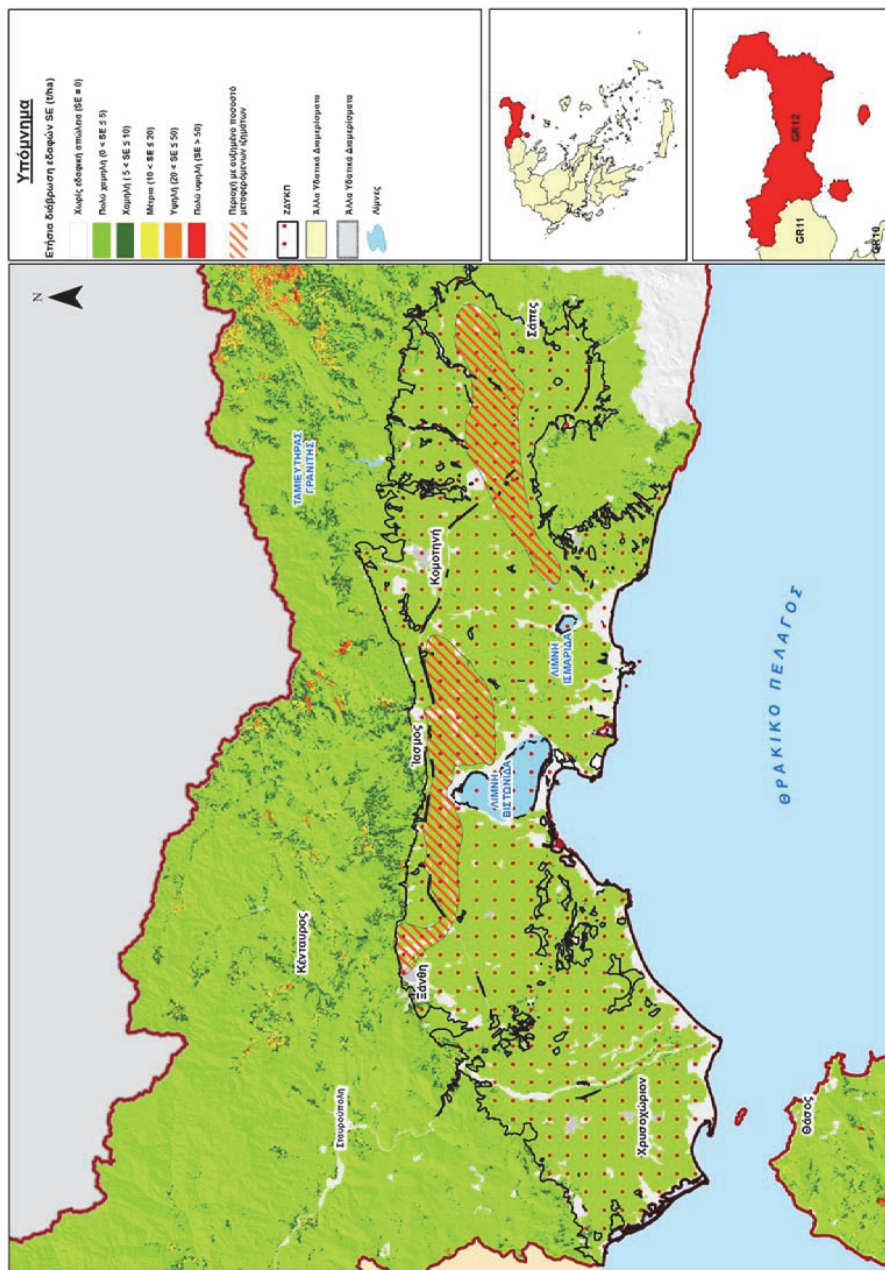 Υπόμνημα
Ετήσια διάβρωση εδαφών SE (t/ha)
Χωρίς εδαφική απώλεια (SE = 0)
Πολύ χαμηλή (0 < SE ≤ 5)
Χαμηλή ( 5 < SE ≤ 10)
Μέτρια (10 < SE ≤ 20)
Υψηλή (20 < SE ≤ 50)
Πολύ υψηλή (SE > 50)
Περιοχή με αυξημένο ποσοστό
μεταφερόμενων ιζημάτων
ΖΔΥΚΠ
Άλλα Υδατικά Διαμερίσματα
Άλλα Υδατικά Διαμερίσματα
Λίμνες
GR11
GR12
GR10
N
ΤΑΜΙΕΥΤΗΡΑΣ
ΓΡΑΝΙΤΗΣ
Κένταυρος
Σταυρούπολη
Ίασμος
Κομοτηνή
Ξάνθη
Σάπες
ΛΙΜΝΗ
ΒΙΣΤΩΝΙΔΑ
ΛΙΜΝΗ
ΙΣΜΑΡΙΔΑ
Χρυσοχώριον
Θάσος
ΘΡΑΚΙΚΟ ΠΕΛΑΓΟΣ